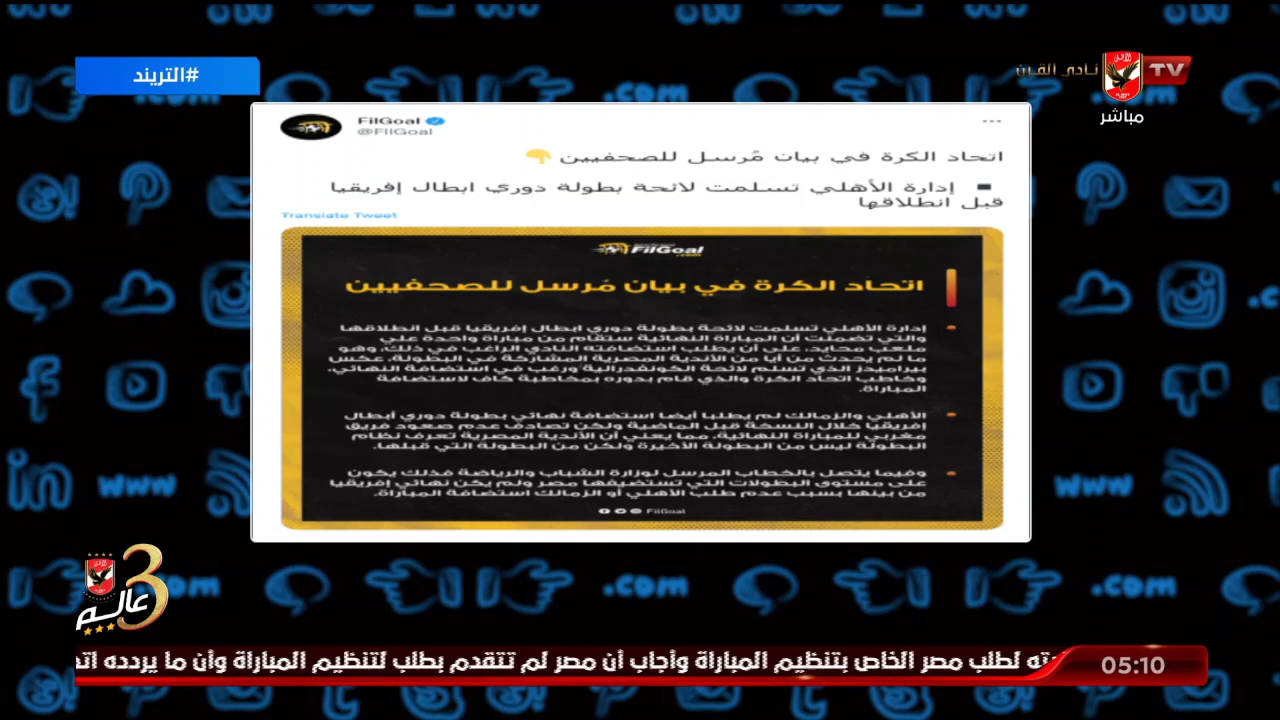 #التريند
نادي القرن
TV
مباشر
FilGoal
@FilGoal
اتحاد الكرة في بيان مُرسل للصحفيين
إدارة الأهلي تسلمت لائحة بطولة دوري ابطال إفريقيا
قبل انطلاقها
Translate Tweet
FilGoal
.com
اتحاد الكرة في بيان مُرسل للصحفيين
إدارة الأهلي تسلمت لائحة بطولة دوري ابطال إفريقيا قبل انطلاقها
والتي تضمنت أن المباراة النهائية ستقام من مباراة واحدة علي
ملعب محايد، على أن يطلب استضافته النادي الراغب في ذلك، وهو
ما لم يحدث من أيا من الأندية المصرية المشاركة في البطولة، عكس
بيراميدز الذي تسلم لائحة الكونفدرالية ورغب في استضافة النهائي،
وخاطب اتحاد الكرة والذي قام بدوره بمخاطبة كاف لاستضافة
المباراة.
الأهلي والزمالك لم يطلبا أيضا استضافة نهائي بطولة دوري أبطال
إفريقيا خلال النسخة قبل الماضية ولكن تصادف عدم صعود فريق
مغربي للمباراة النهائية، مما يعني أن الأندية المصرية تعرف نظام
البطولة ليس من البطولة الأخيرة ولكن من البطولة التي قبلها.
وفيما يتصل بالخطاب المرسل لوزارة الشباب والرياضة فذلك يكون
على مستوى البطولات التي تستضيفها مصر ولم يكن نهائي إفريقيا
من بينها بسبب عدم طلب الأهلي أو الزمالك استضافة المباراة.
FilGoal
3
عالم
لطلب مصر الخاص بتنظيم المباراة وأجاب أن مصر لم تتقدم بطلب لتنظيم المباراة وأن ما يردده
05:10
www
www
.com
.com
.com